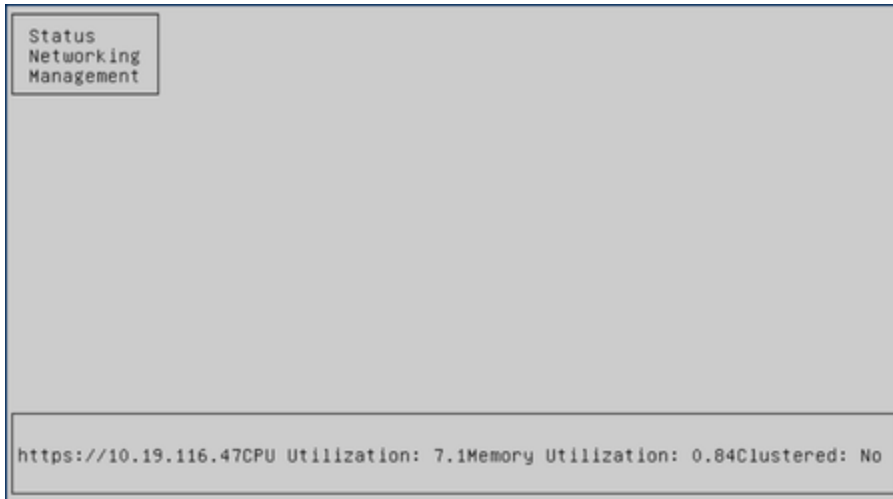 Status
Networking
Management
https://10.19.116.47CPU Utilization: 7.1Memory Utilization: 0.84Clustered: No